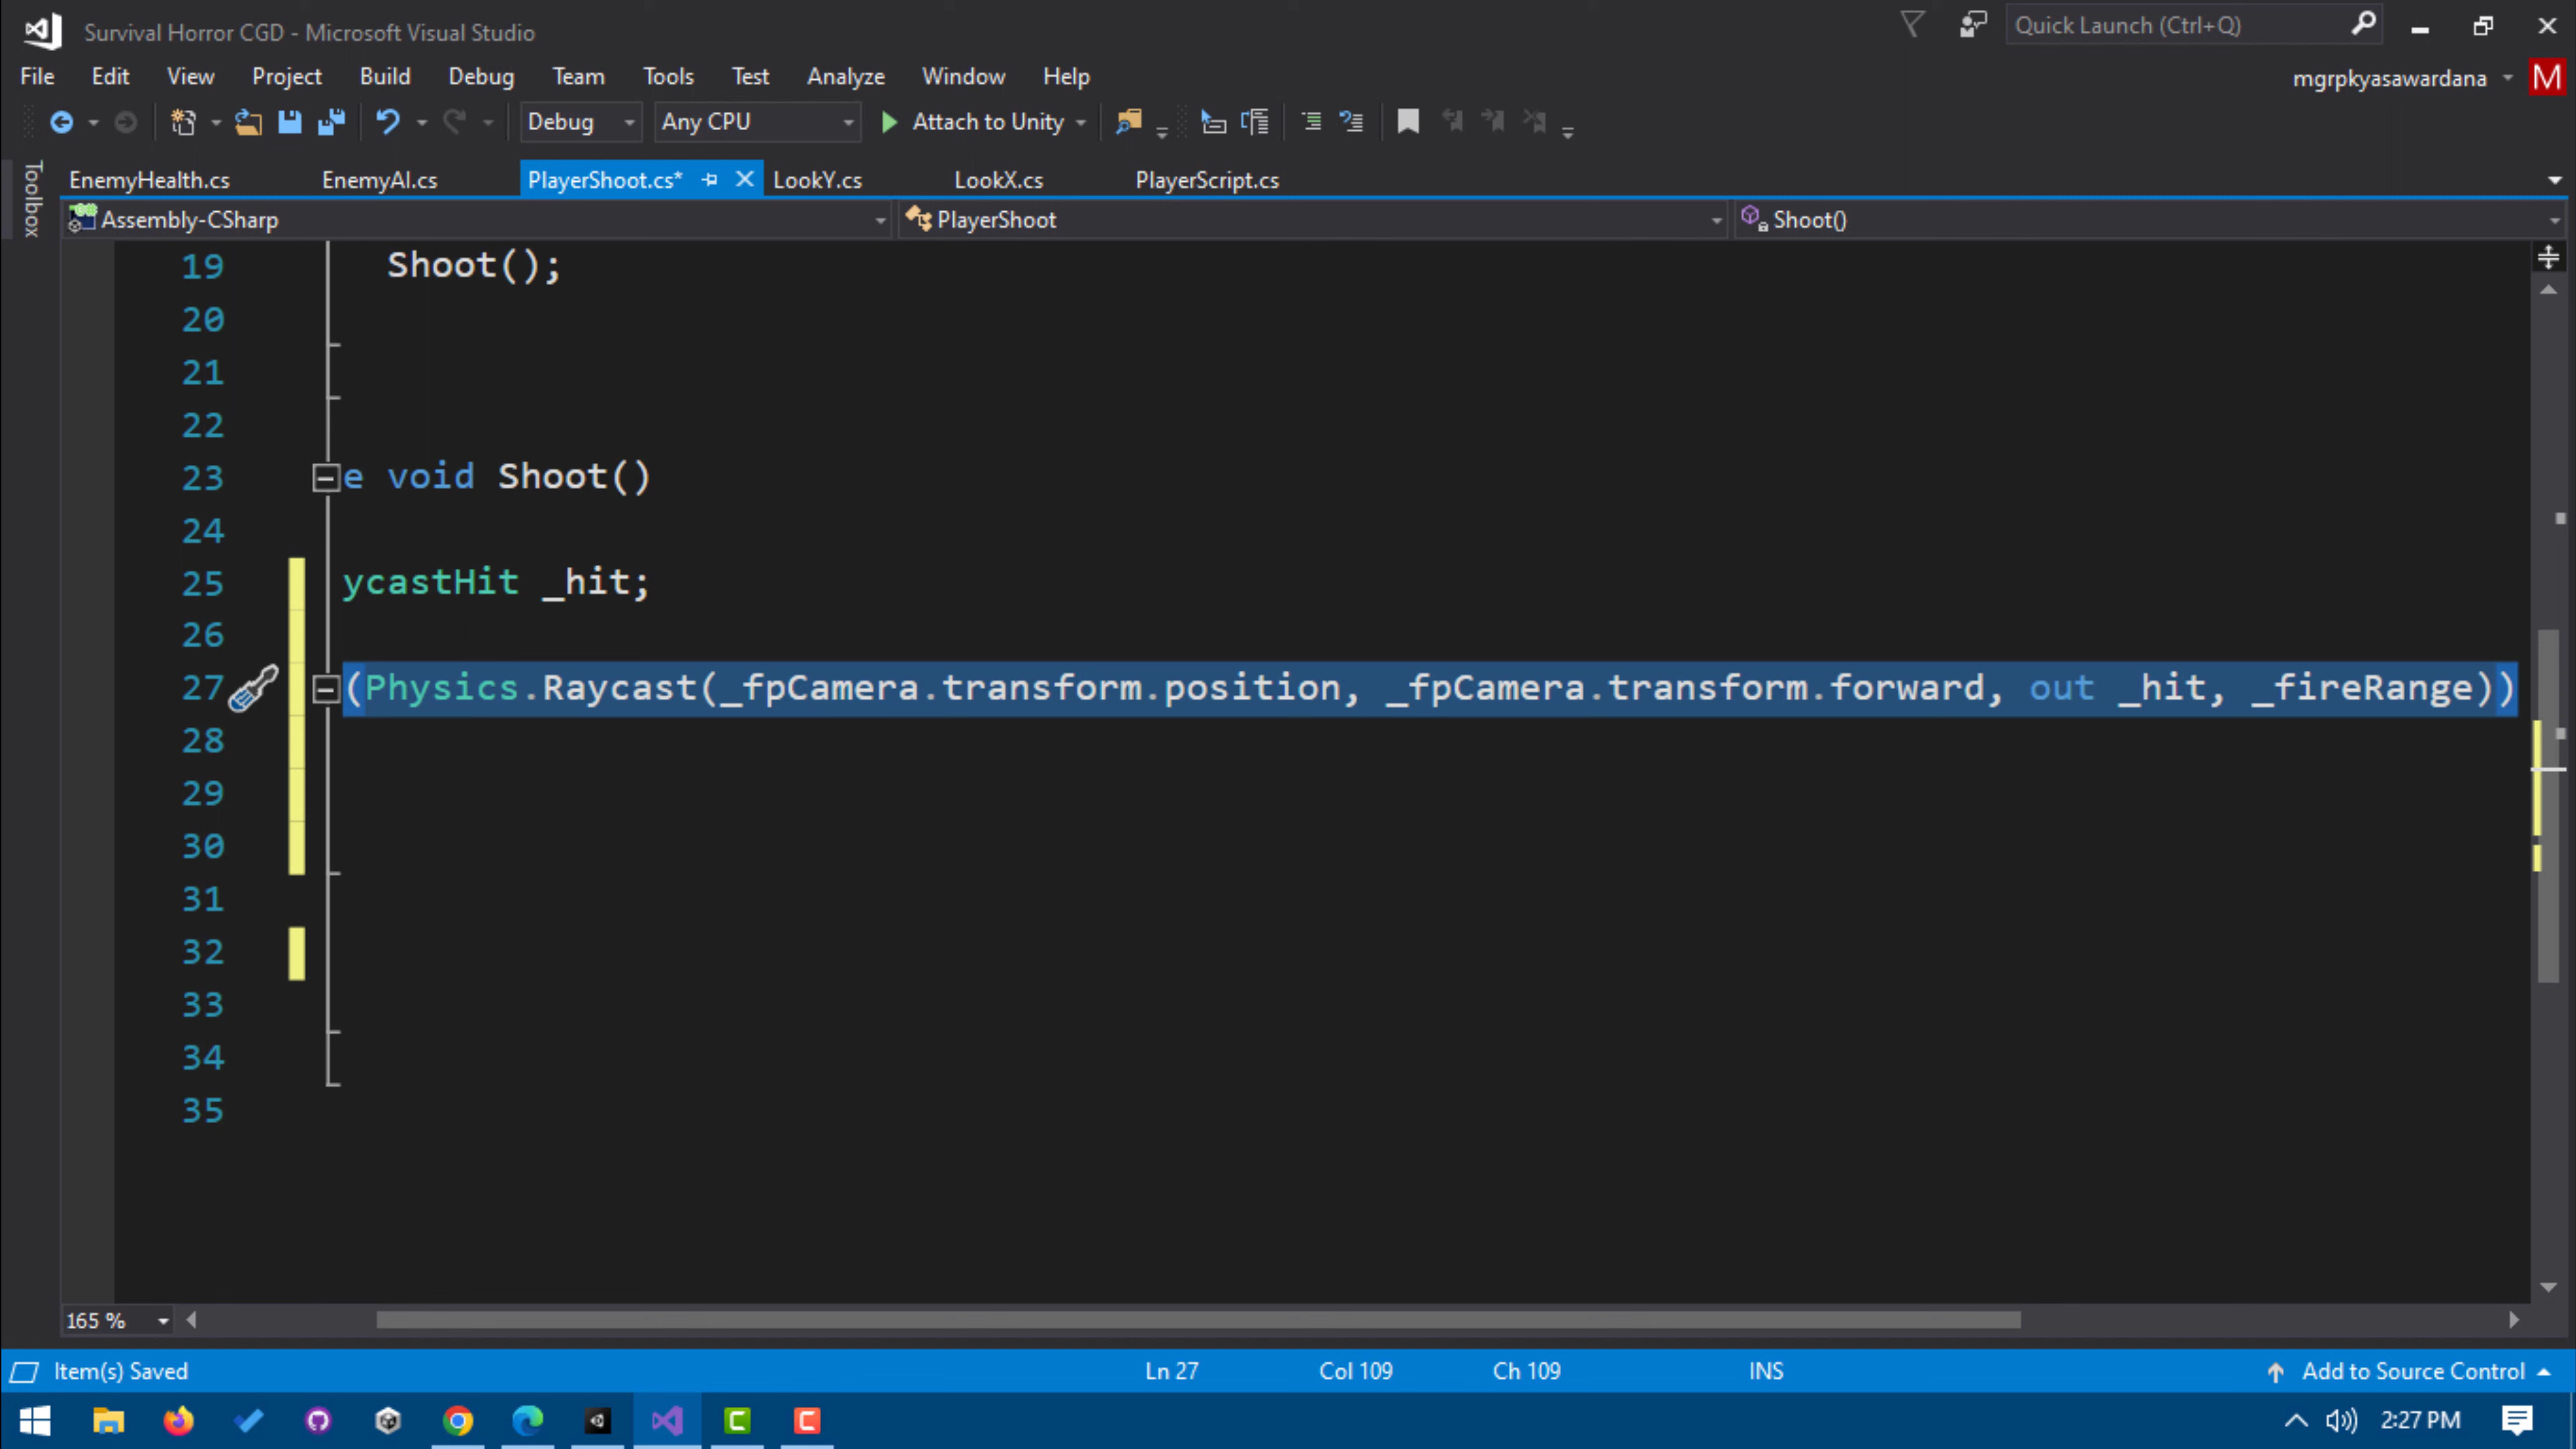 Survival Horror CGD - Microsoft Visual Studio
Quick Launch (Ctrl+Q)
File Edit View Project Build Debug Team Tools Test Analyze Window Help
mgrpkyasawardana M
Debug Any CPU Attach to Unity
Toolbox
EnemyHealth.cs EnemyAI.cs PlayerShoot.cs* LookY.cs LookX.cs PlayerScript.cs
Assembly-CSharp PlayerShoot Shoot()
19 Shoot();
20
21
22
23 e void Shoot()
24
25 ycastHit _hit;
26
27 (Physics.Raycast(_fpCamera.transform.position, _fpCamera.transform.forward, out _hit, _fireRange))
28
29
30
31
32
33
34
35
165 %
Item(s) Saved Ln 27 Col 109 Ch 109 INS Add to Source Control
2:27 PM